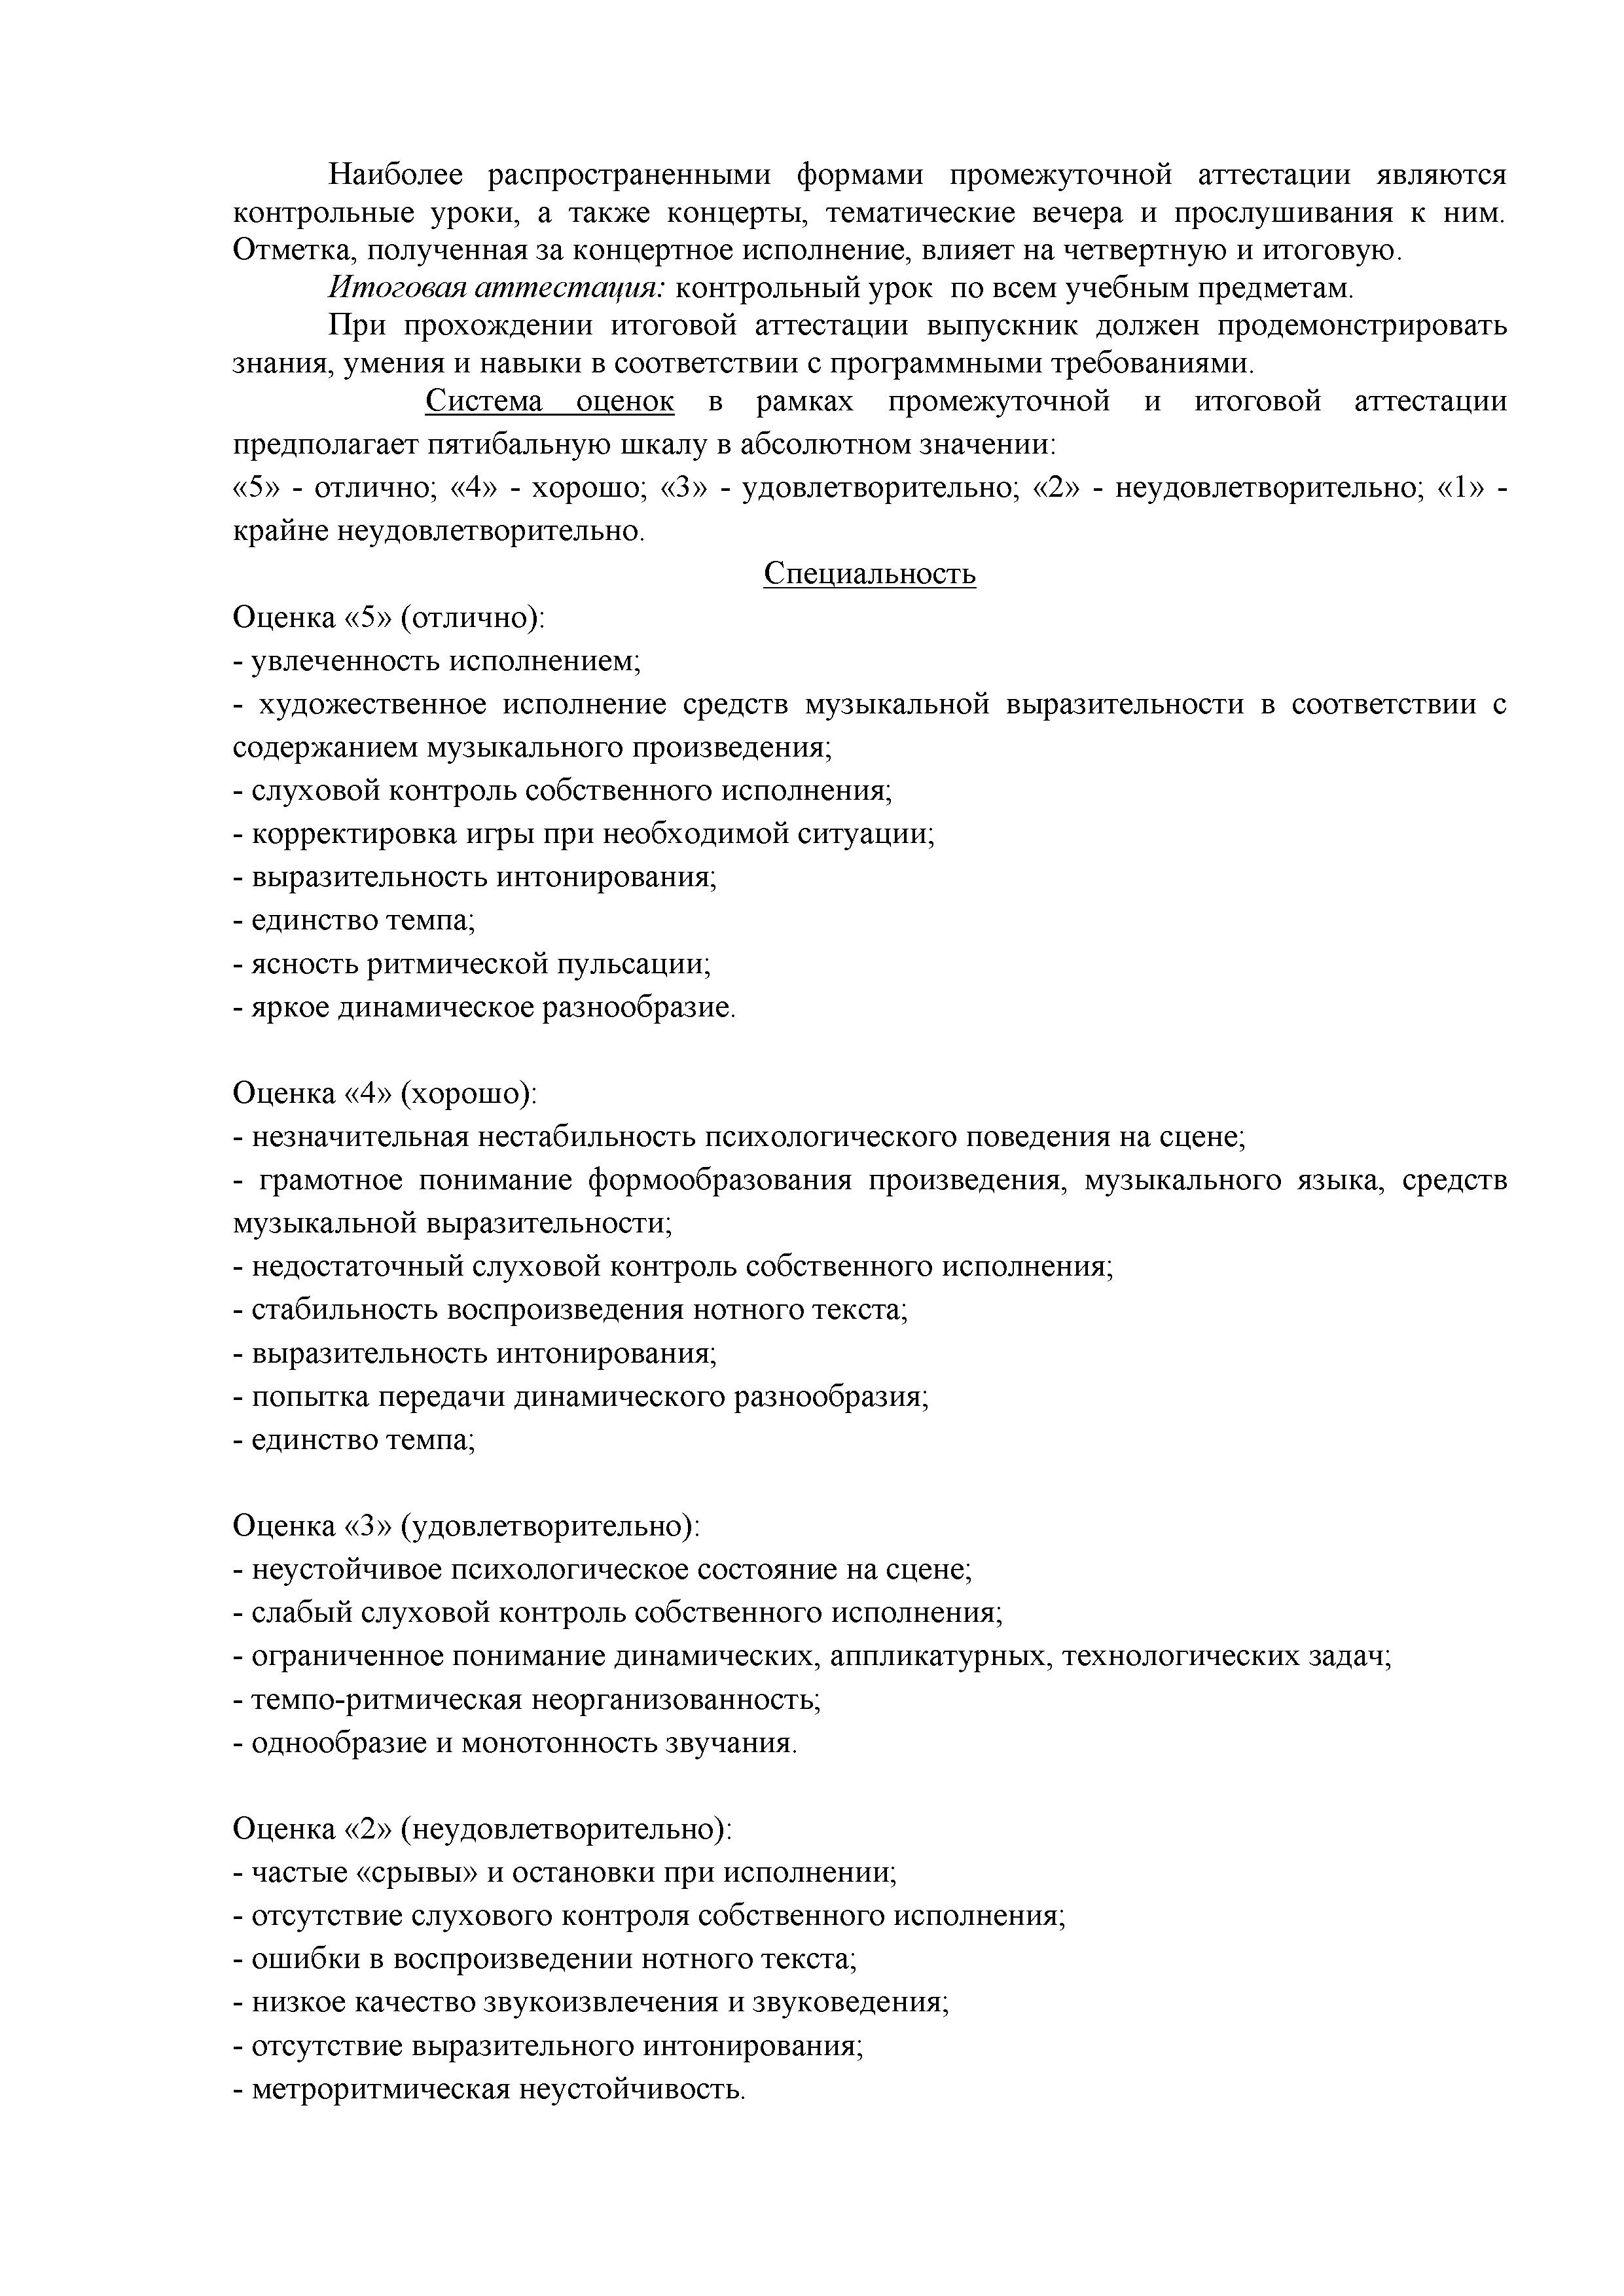 Наиболее распространенными формами промежуточной аттестации являются
контрольные уроки, а также концерты, тематические вечера и прослушивания к ним.
Отметка, полученная за концертное исполнение, влияет на четвертную и итоговую.
Итоговая аттестация: контрольный урок  по всем учебным предметам.
При прохождении итоговой аттестации выпускник должен продемонстрировать
знания, умения и навыки в соответствии с программными требованиями.
Система оценок в рамках промежуточной и итоговой аттестации
предполагает пятибальную шкалу в абсолютном значении:
«5» - отлично; «4» - хорошо; «3» - удовлетворительно; «2» - неудовлетворительно; «1» -
крайне неудовлетворительно.
Специальность
Оценка «5» (отлично):
- увлеченность исполнением;
- художественное исполнение средств музыкальной выразительности в соответствии с
содержанием музыкального произведения;
- слуховой контроль собственного исполнения;
- корректировка игры при необходимой ситуации;
- выразительность интонирования;
- единство темпа;
- ясность ритмической пульсации;
- яркое динамическое разнообразие.
Оценка «4» (хорошо):
- незначительная нестабильность психологического поведения на сцене;
- грамотное понимание формообразования произведения, музыкального языка, средств
музыкальной выразительности;
- недостаточный слуховой контроль собственного исполнения;
- стабильность воспроизведения нотного текста;
- выразительность интонирования;
- попытка передачи динамического разнообразия;
- единство темпа;
Оценка «3» (удовлетворительно):
- неустойчивое психологическое состояние на сцене;
- слабый слуховой контроль собственного исполнения;
- ограниченное понимание динамических, аппликатурных, технологических задач;
- темпо-ритмическая неорганизованность;
- однообразие и монотонность звучания.
Оценка «2» (неудовлетворительно):
- частые «срывы» и остановки при исполнении;
- отсутствие слухового контроля собственного исполнения;
- ошибки в воспроизведении нотного текста;
- низкое качество звукоизвлечения и звуковедения;
- отсутствие выразительного интонирования;
- метроритмическая неустойчивость.